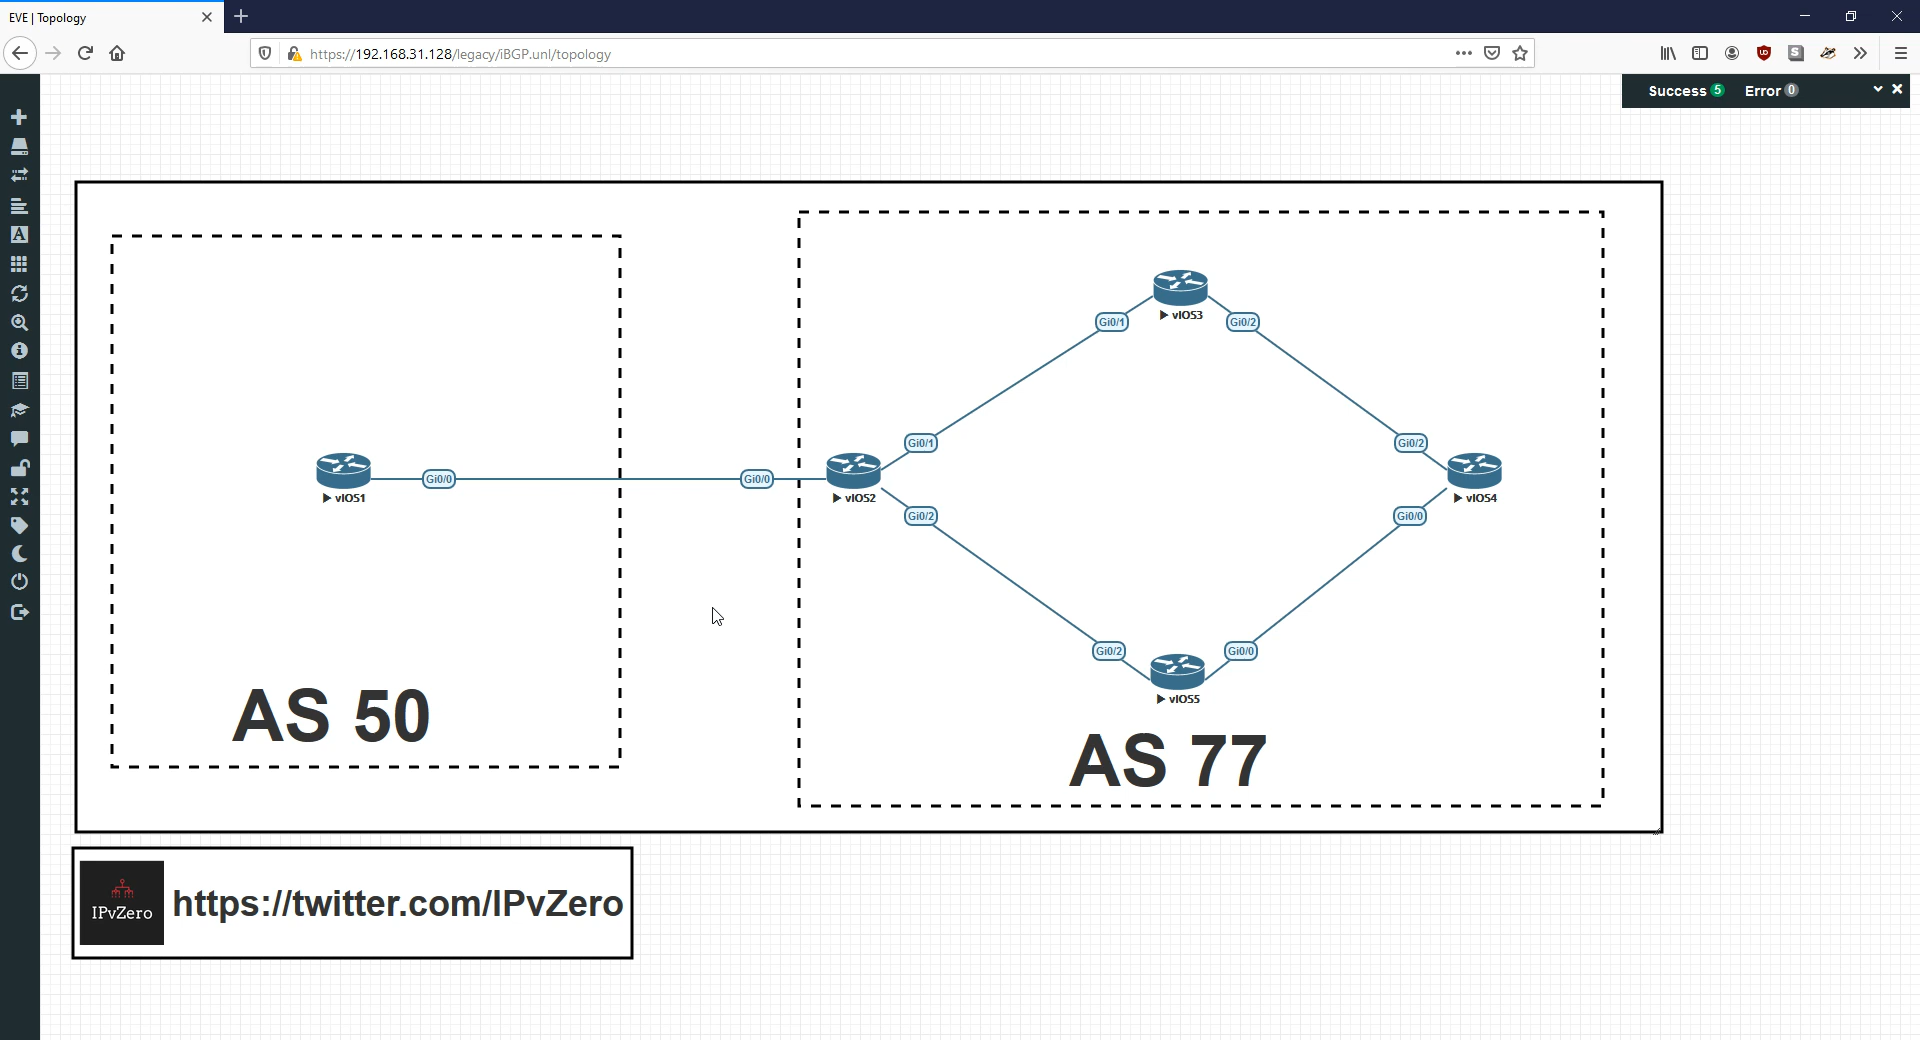 EVE | Topology
https://192.168.31.128/legacy/iBGP.unl/topology
Success 5 Error 0
vIOS3
Gi0/1
Gi0/2
Gi0/1
Gi0/2
vIOS1
Gi0/0
Gi0/0
vIOS2
vIOS4
Gi0/2
Gi0/0
Gi0/2
Gi0/0
vIOS5
AS 50
AS 77
IPvZero
https://twitter.com/IPvZero